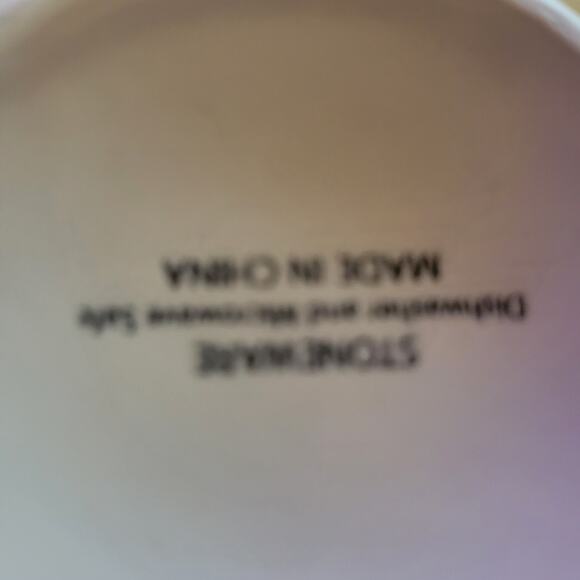 STONEWARE
Dishwasher and Microwave Safe
MADE IN CHINA